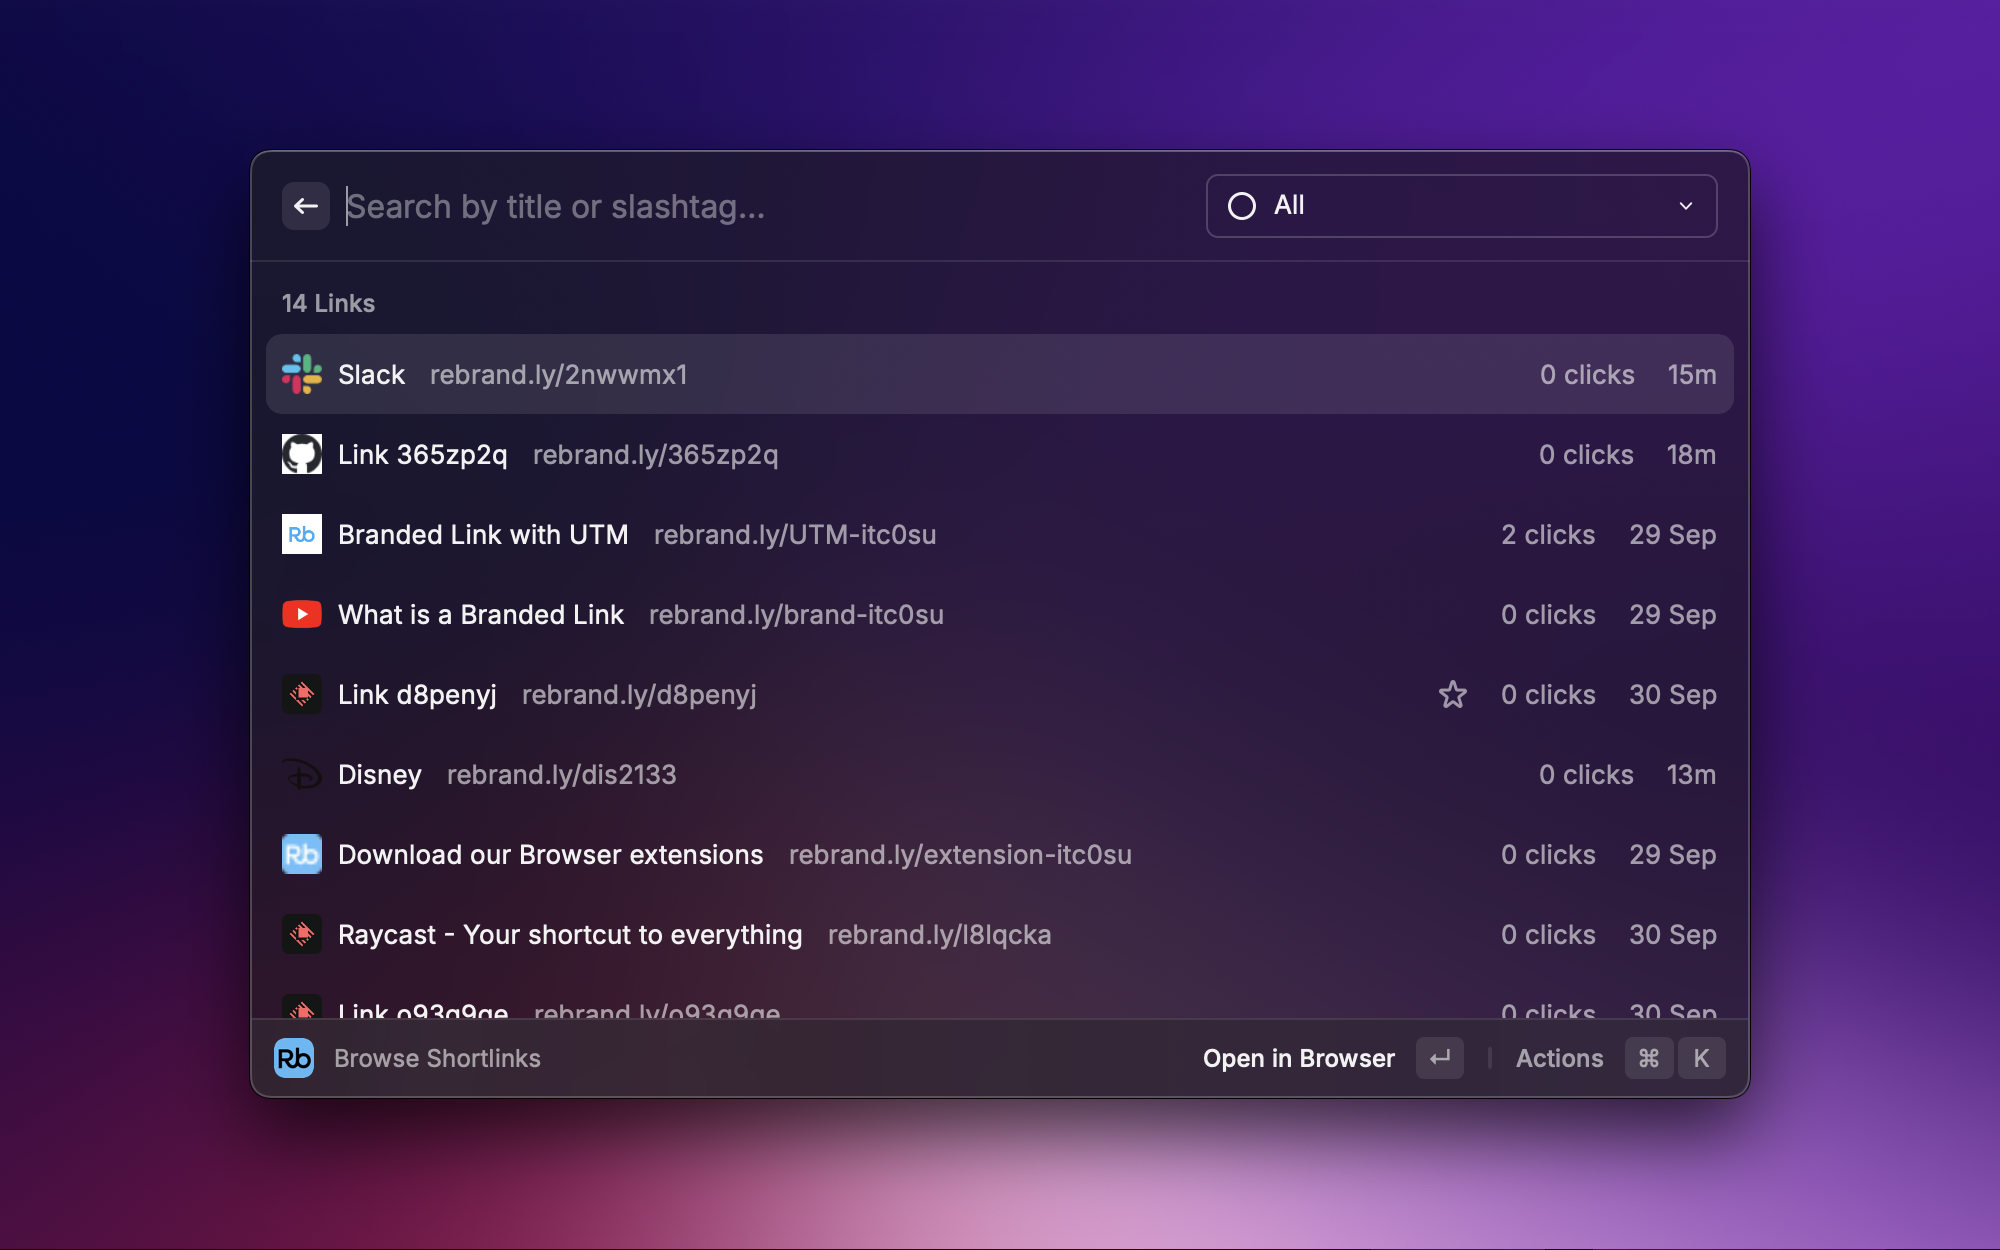 Search by title or slashtag...
All
14 Links
Slack rebrand.ly/2nwwmx1 0 clicks 15m
Link 365zp2q rebrand.ly/365zp2q 0 clicks 18m
Rb Branded Link with UTM rebrand.ly/UTM-itc0su 2 clicks 29 Sep
What is a Branded Link rebrand.ly/brand-itc0su 0 clicks 29 Sep
Link d8penyj rebrand.ly/d8penyj 0 clicks 30 Sep
Disney rebrand.ly/dis2133 0 clicks 13m
Rb Download our Browser extensions rebrand.ly/extension-itc0su 0 clicks 29 Sep
Raycast - Your shortcut to everything rebrand.ly/l8lqcka 0 clicks 30 Sep
Link 0 clicks 30 Sep
Rb Browse Shortlinks Open in Browser Actions ⌘ K